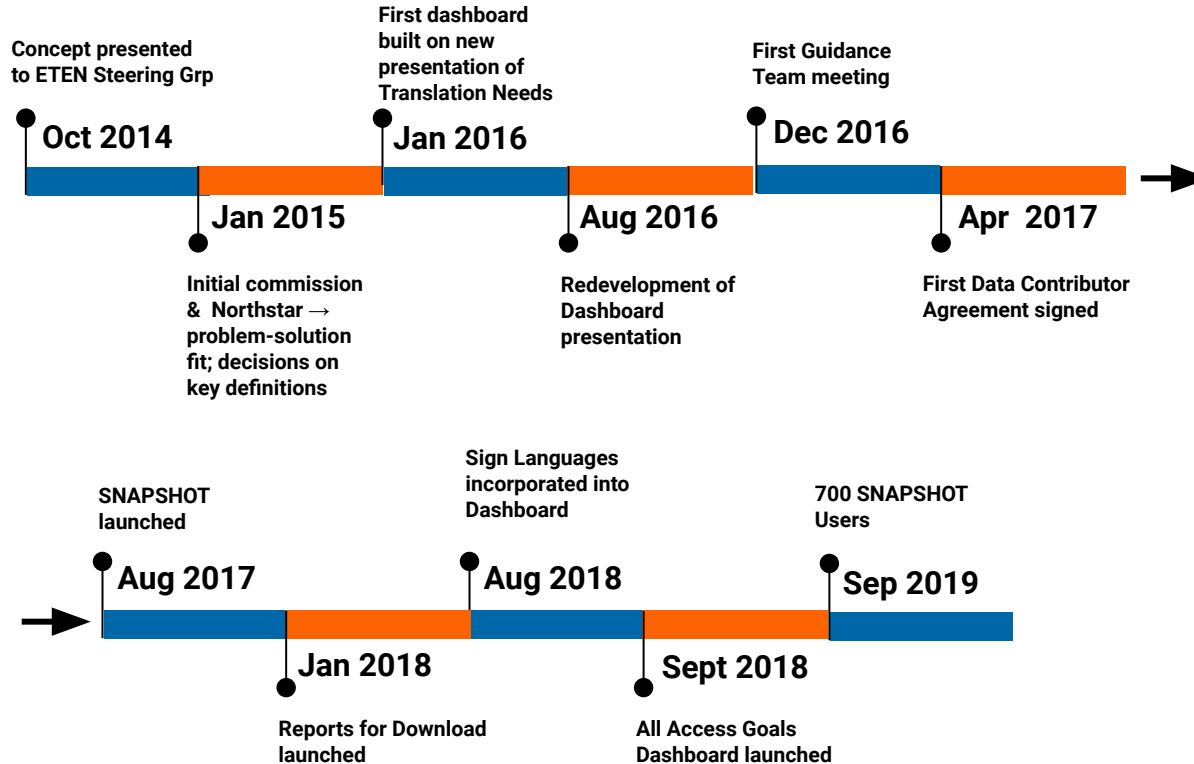 Concept presented
to ETEN Steering Grp
Oct 2014
Jan 2015
Initial commission
& Northstar →
problem-solution
fit; decisions on
key definitions
First dashboard
built on new
presentation of
Translation Needs
Jan 2016
Aug 2016
Redevelopment of
Dashboard
presentation
First Guidance
Team meeting
Dec 2016
Apr 2017
First Data Contributor
Agreement signed
SNAPSHOT
launched
Aug 2017
Jan 2018
Reports for Download
launched
Sign Languages
incorporated into
Dashboard
Aug 2018
Sept 2018
All Access Goals
Dashboard launched
700 SNAPSHOT
Users
Sep 2019